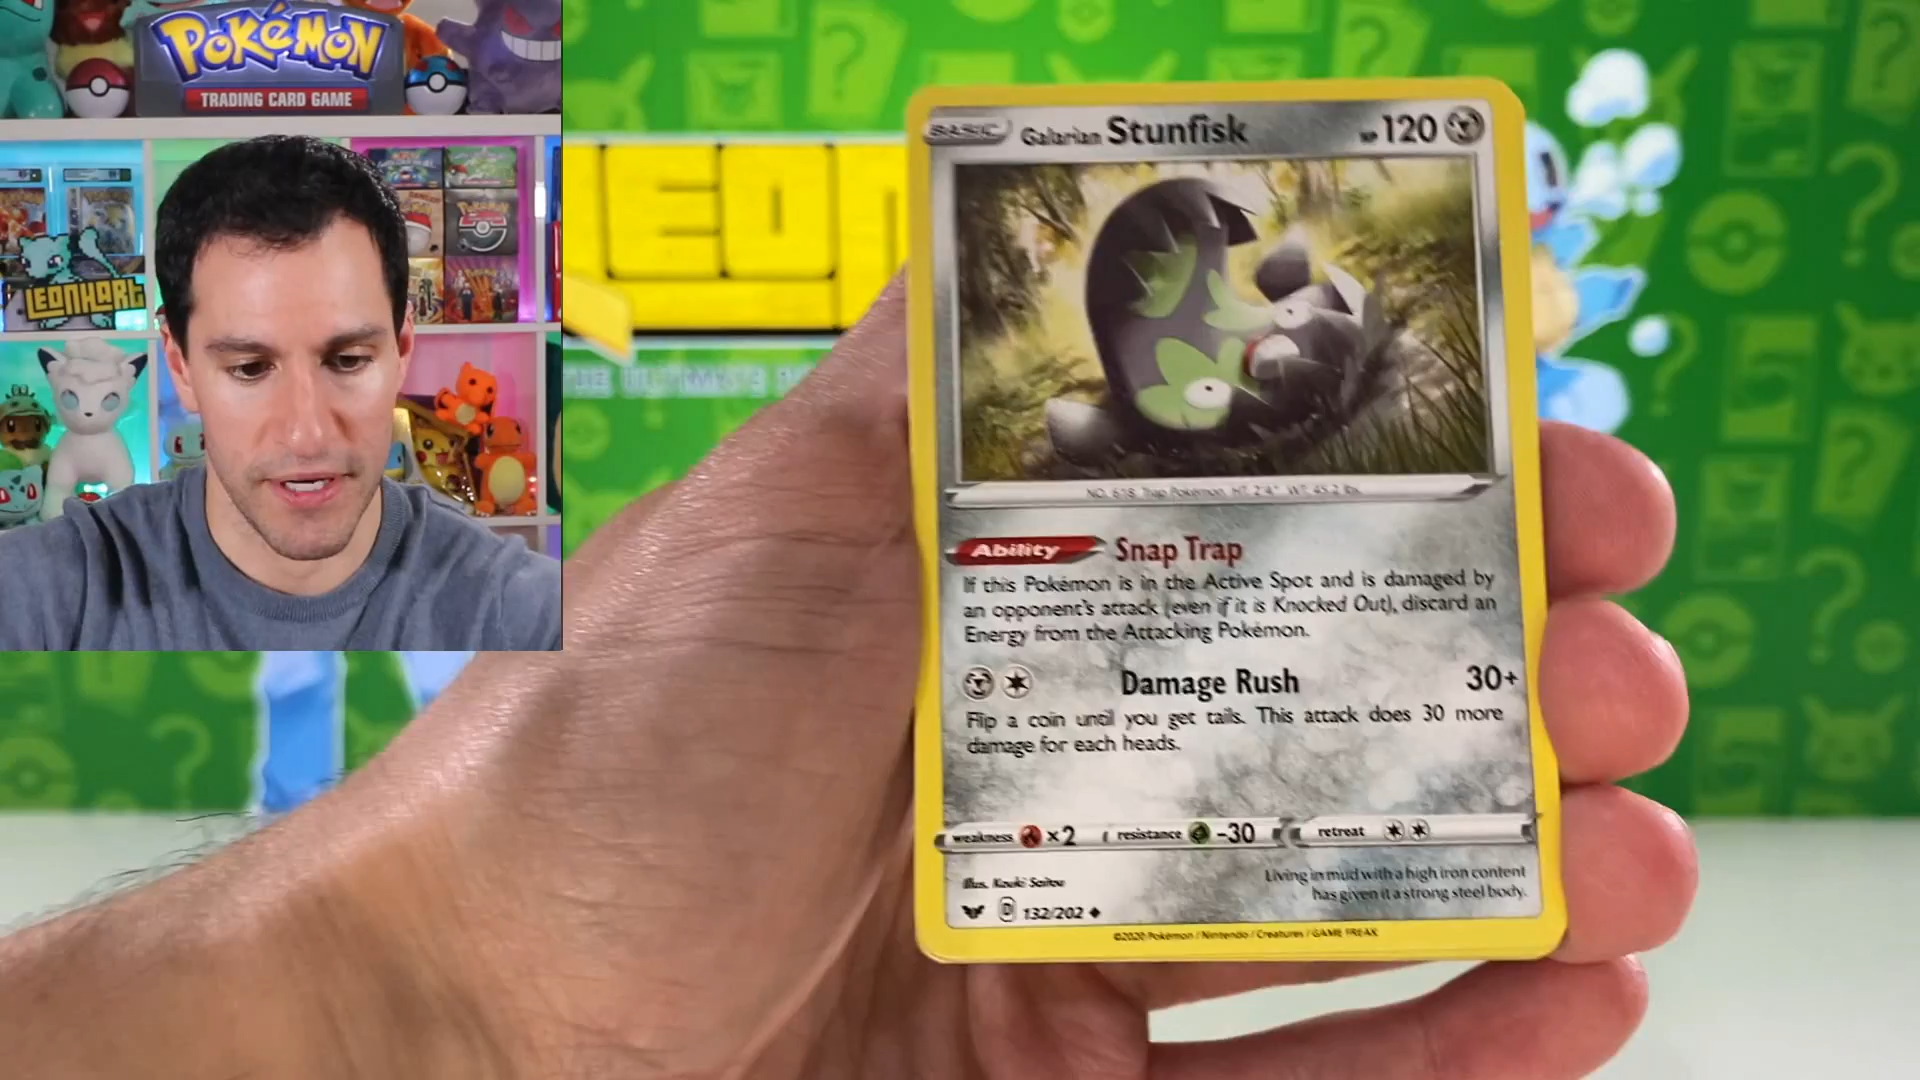 POKÉMON
TRADING CARD GAME
LEONHART
LEON
BASIC Galarian Stunfisk HP 120
NO. 618 Trap Pokémon HT: 2'4" WT: 45.2 lbs.
Ability Snap Trap
If this Pokémon is in the Active Spot and is damaged by
an opponent's attack (even if it is Knocked Out), discard an
Energy from the Attacking Pokémon.
Damage Rush 30+
Flip a coin until you get tails. This attack does 30 more
damage for each heads.
weakness ×2 resistance -30 retreat
Illus. Kouki Saitou
Living in mud with a high iron content
has given it a strong steel body.
D 132/202
©2020 Pokémon / Nintendo / Creatures / GAME FREAK